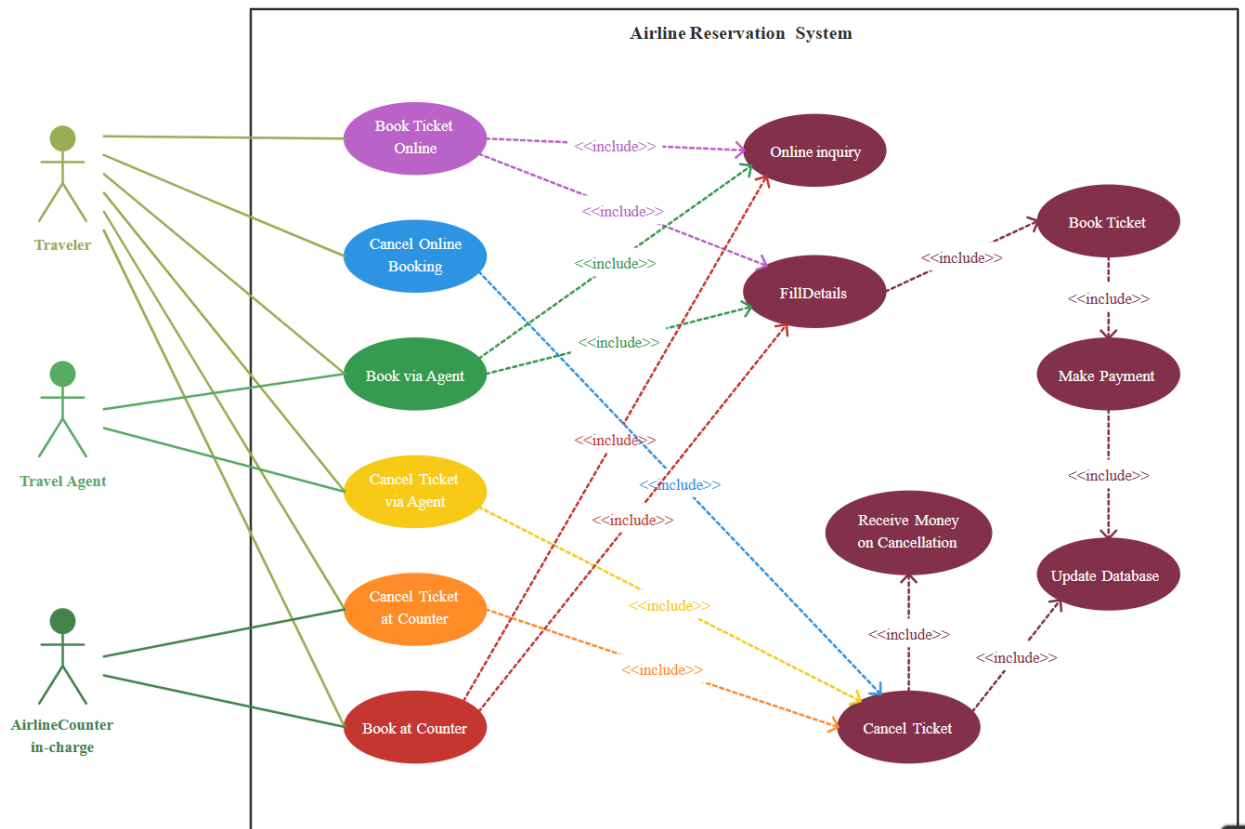 Airline Reservation System
Traveler
Travel Agent
AirlineCounter
in-charge
Book Ticket
Online
Cancel Online
Booking
Book via Agent
Cancel Ticket
via Agent
Cancel Ticket
at Counter
Book at Counter
<<include>>
<<include>>
<<include>>
<<include>>
<<include>>
<<include>>
<<include>>
<<include>>
<<include>>
Online inquiry
FillDetails
<<include>>
Book Ticket
<<include>>
Make Payment
<<include>>
Receive Money
on Cancellation
Update Database
<<include>>
<<include>>
Cancel Ticket